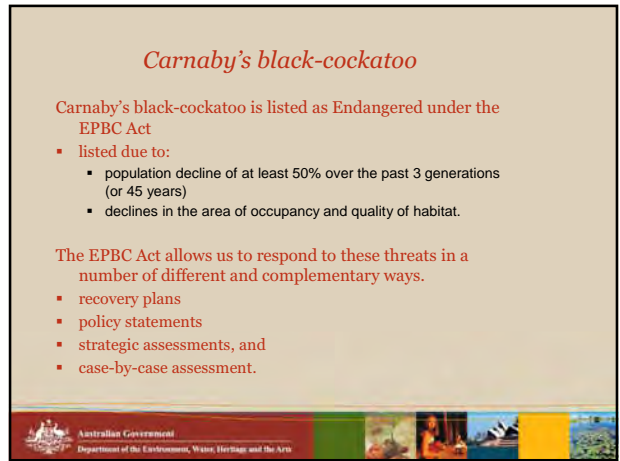 Carnaby's black-cockatoo
Carnaby's black-cockatoo is listed as Endangered under the
EPBC Act
▪ listed due to:
▪ population decline of at least 50% over the past 3 generations
(or 45 years)
▪ declines in the area of occupancy and quality of habitat.
The EPBC Act allows us to respond to these threats in a
number of different and complementary ways.
▪ recovery plans
▪ policy statements
▪ strategic assessments, and
▪ case-by-case assessment.
Australian Government
Department of the Environment, Water, Heritage and the Arts